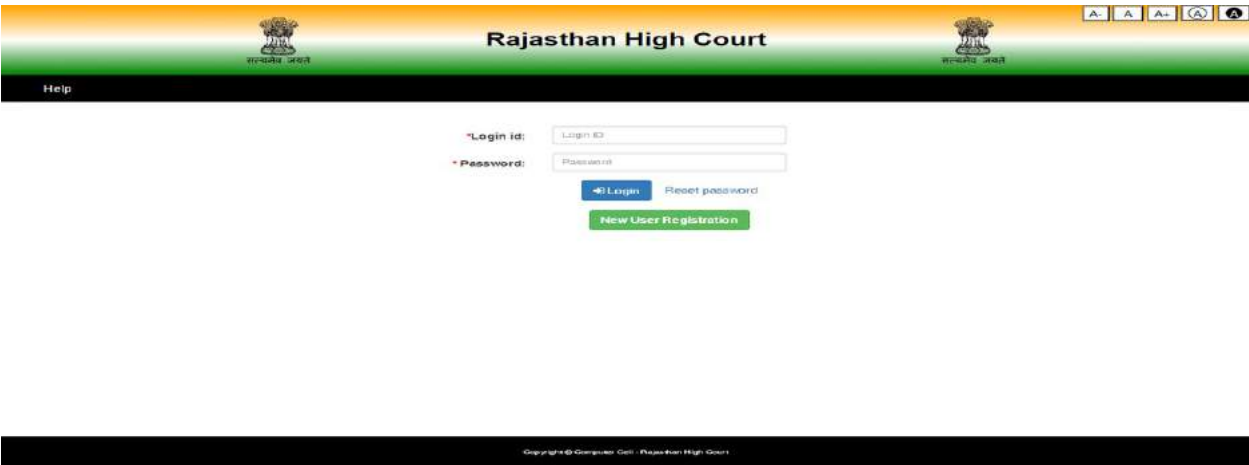 A- A A+ A A
Rajasthan High Court
सत्यमेव जयते
सत्यमेव जयते
Help
*Login id:
Login ID
* Password:
Password
Login Reset password
New User Registration
Copyright © Computer Cell - Rajasthan High Court